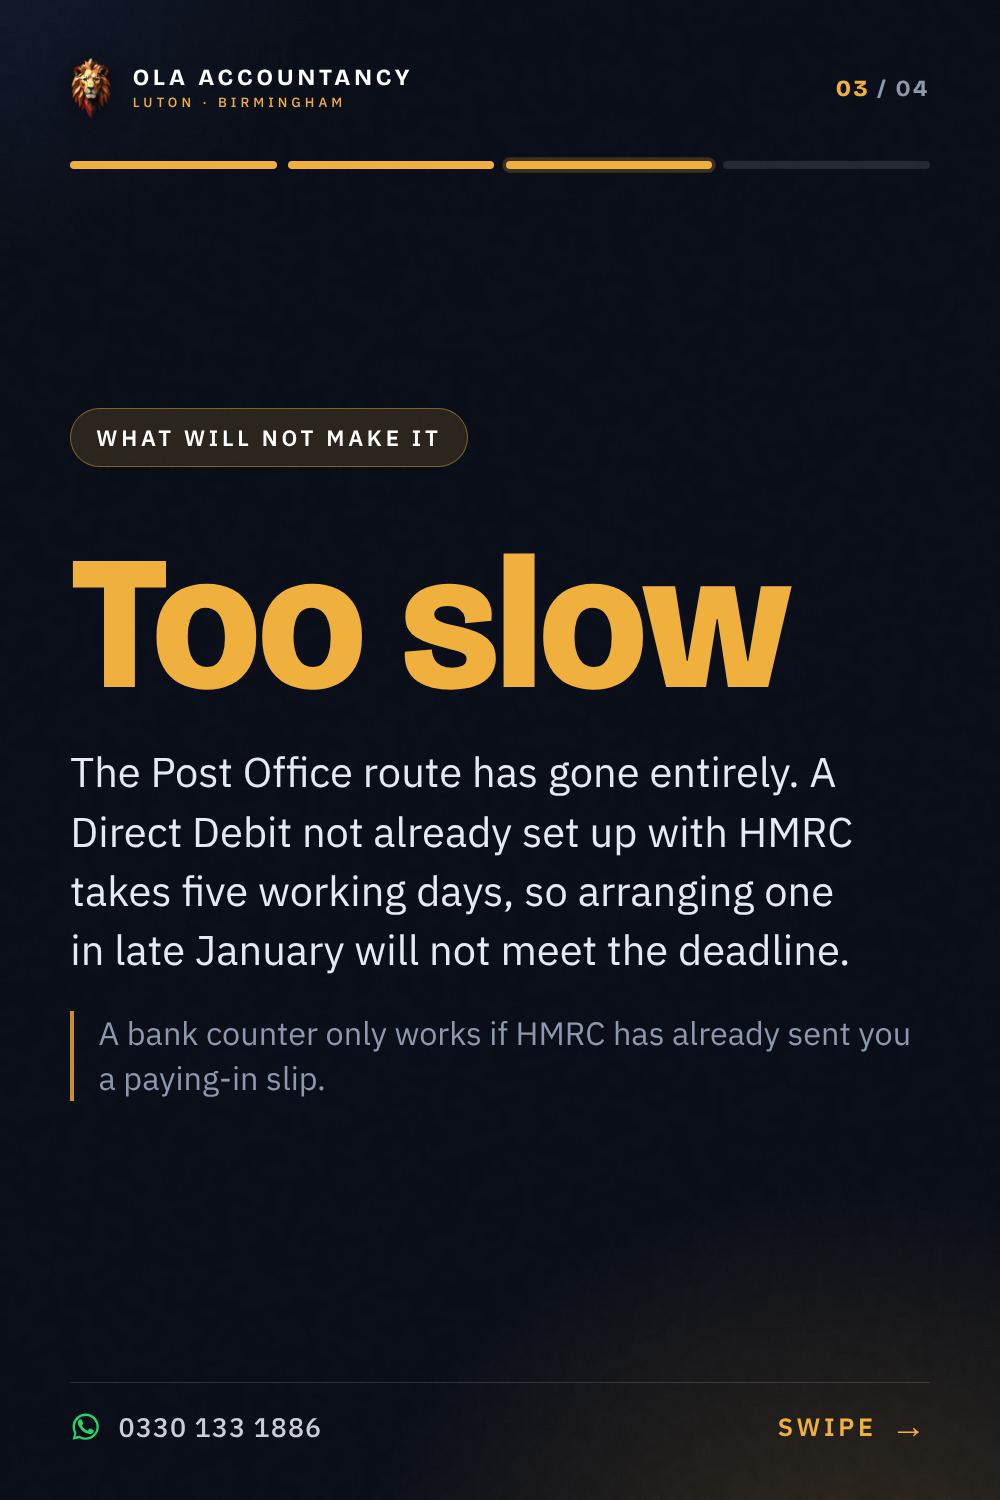 OLA ACCOUNTANCY
LUTON · BIRMINGHAM
03 / 04
WHAT WILL NOT MAKE IT
Too slow
The Post Office route has gone entirely. A
Direct Debit not already set up with HMRC
takes five working days, so arranging one
in late January will not meet the deadline.
A bank counter only works if HMRC has already sent you
a paying-in slip.
0330 133 1886
SWIPE →